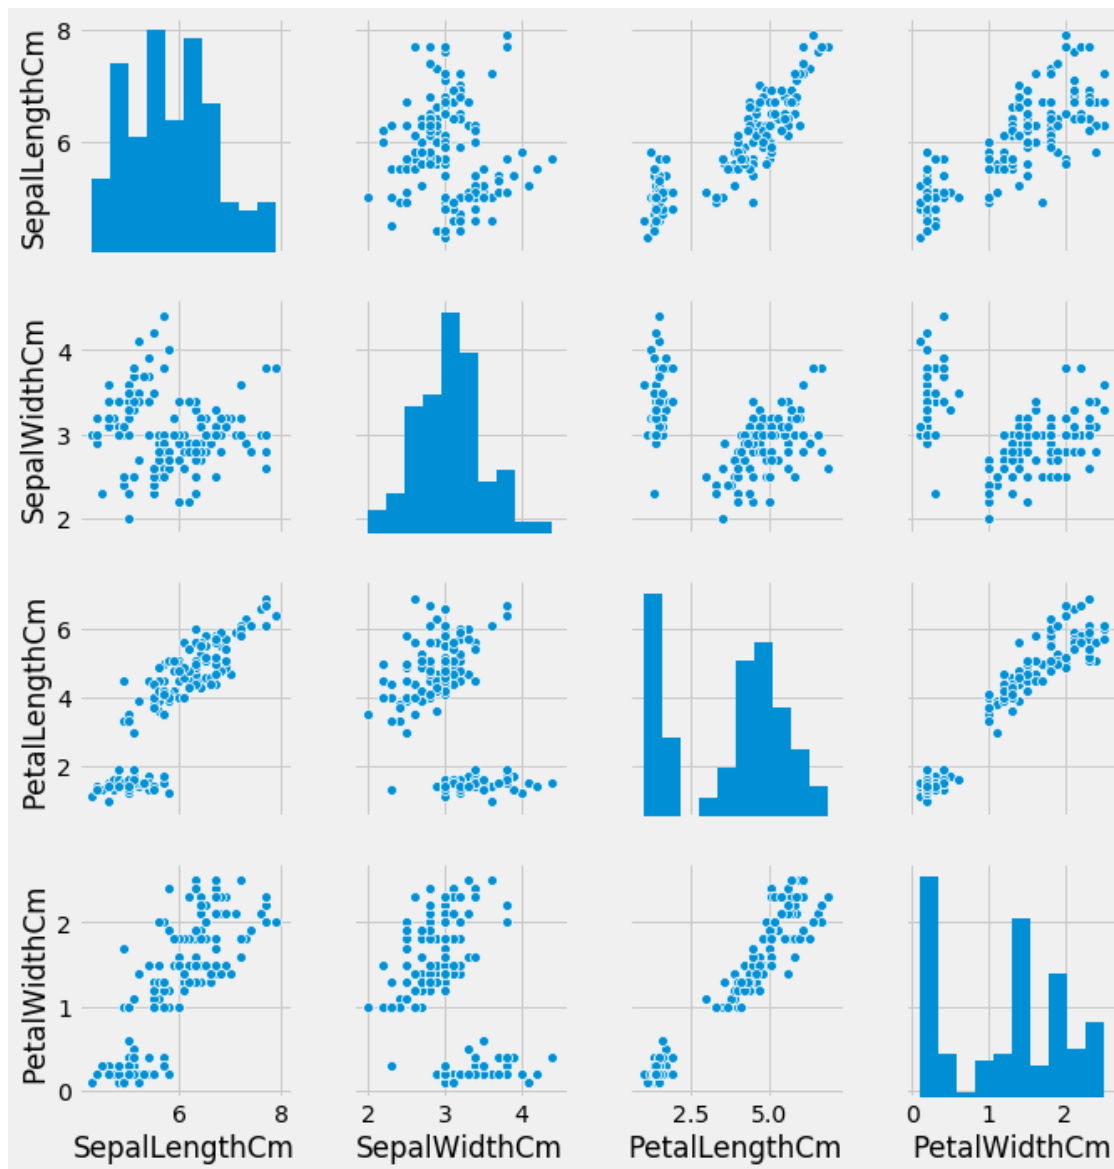 SepalLengthCm
8
6
SepalWidthCm
4
3
2
PetalLengthCm
6
4
2
PetalWidthCm
2
1
0
6 8 2 3 4 2.5 5.0 0 1 2
SepalLengthCm SepalWidthCm PetalLengthCm PetalWidthCm